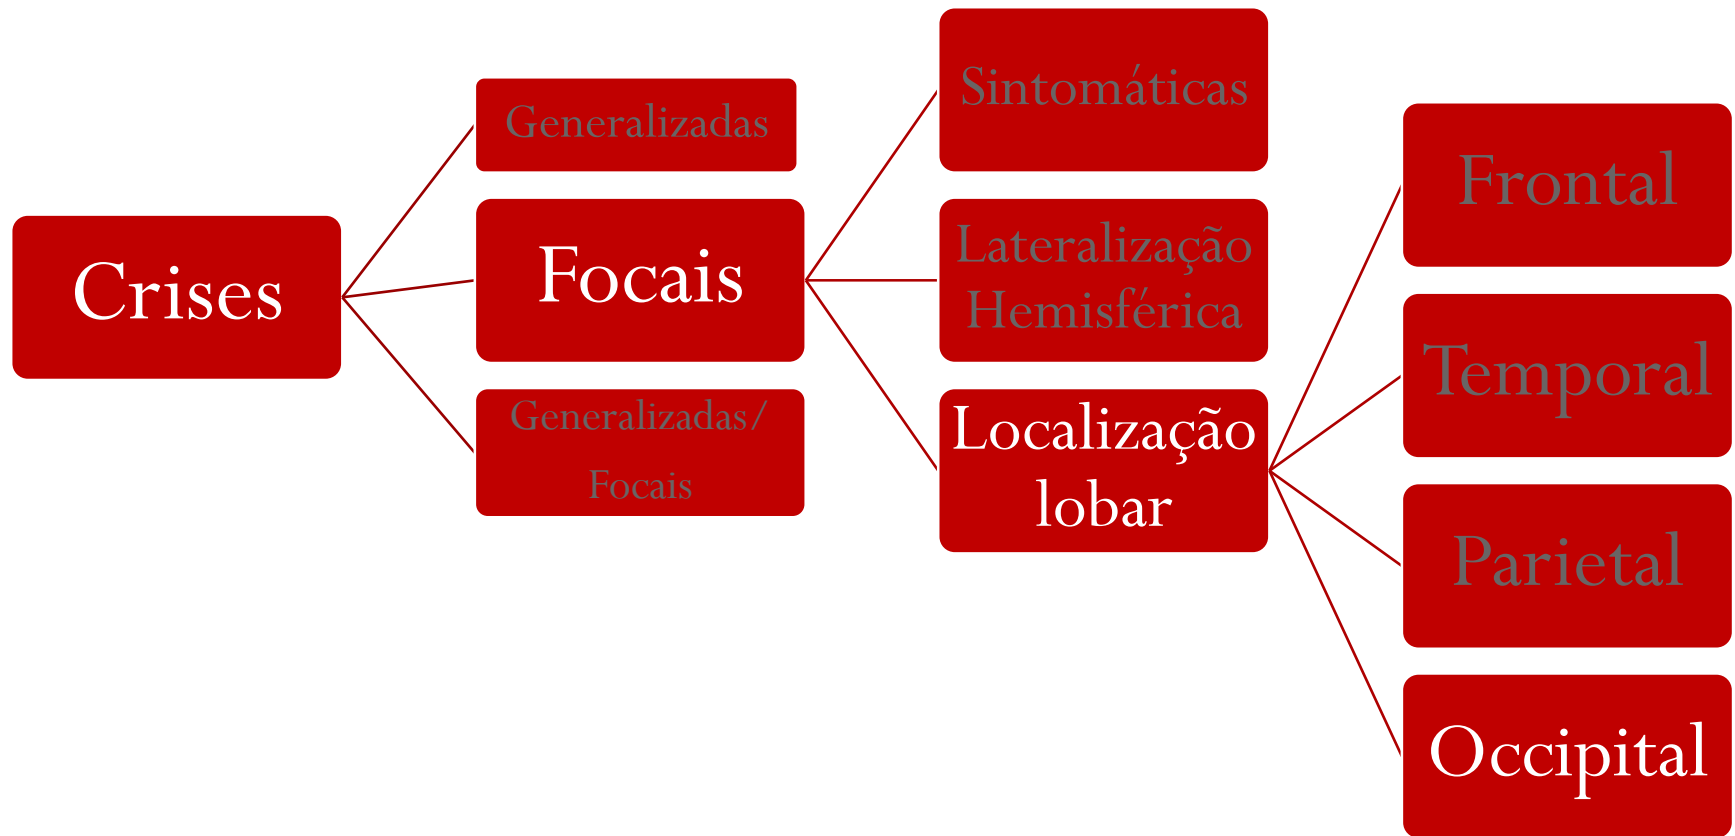 Crises
Generalizadas
Focais
Generalizadas/
Focais
Sintomáticas
Lateralização
Hemisférica
Localização
lobar
Frontal
Temporal
Parietal
Occipital